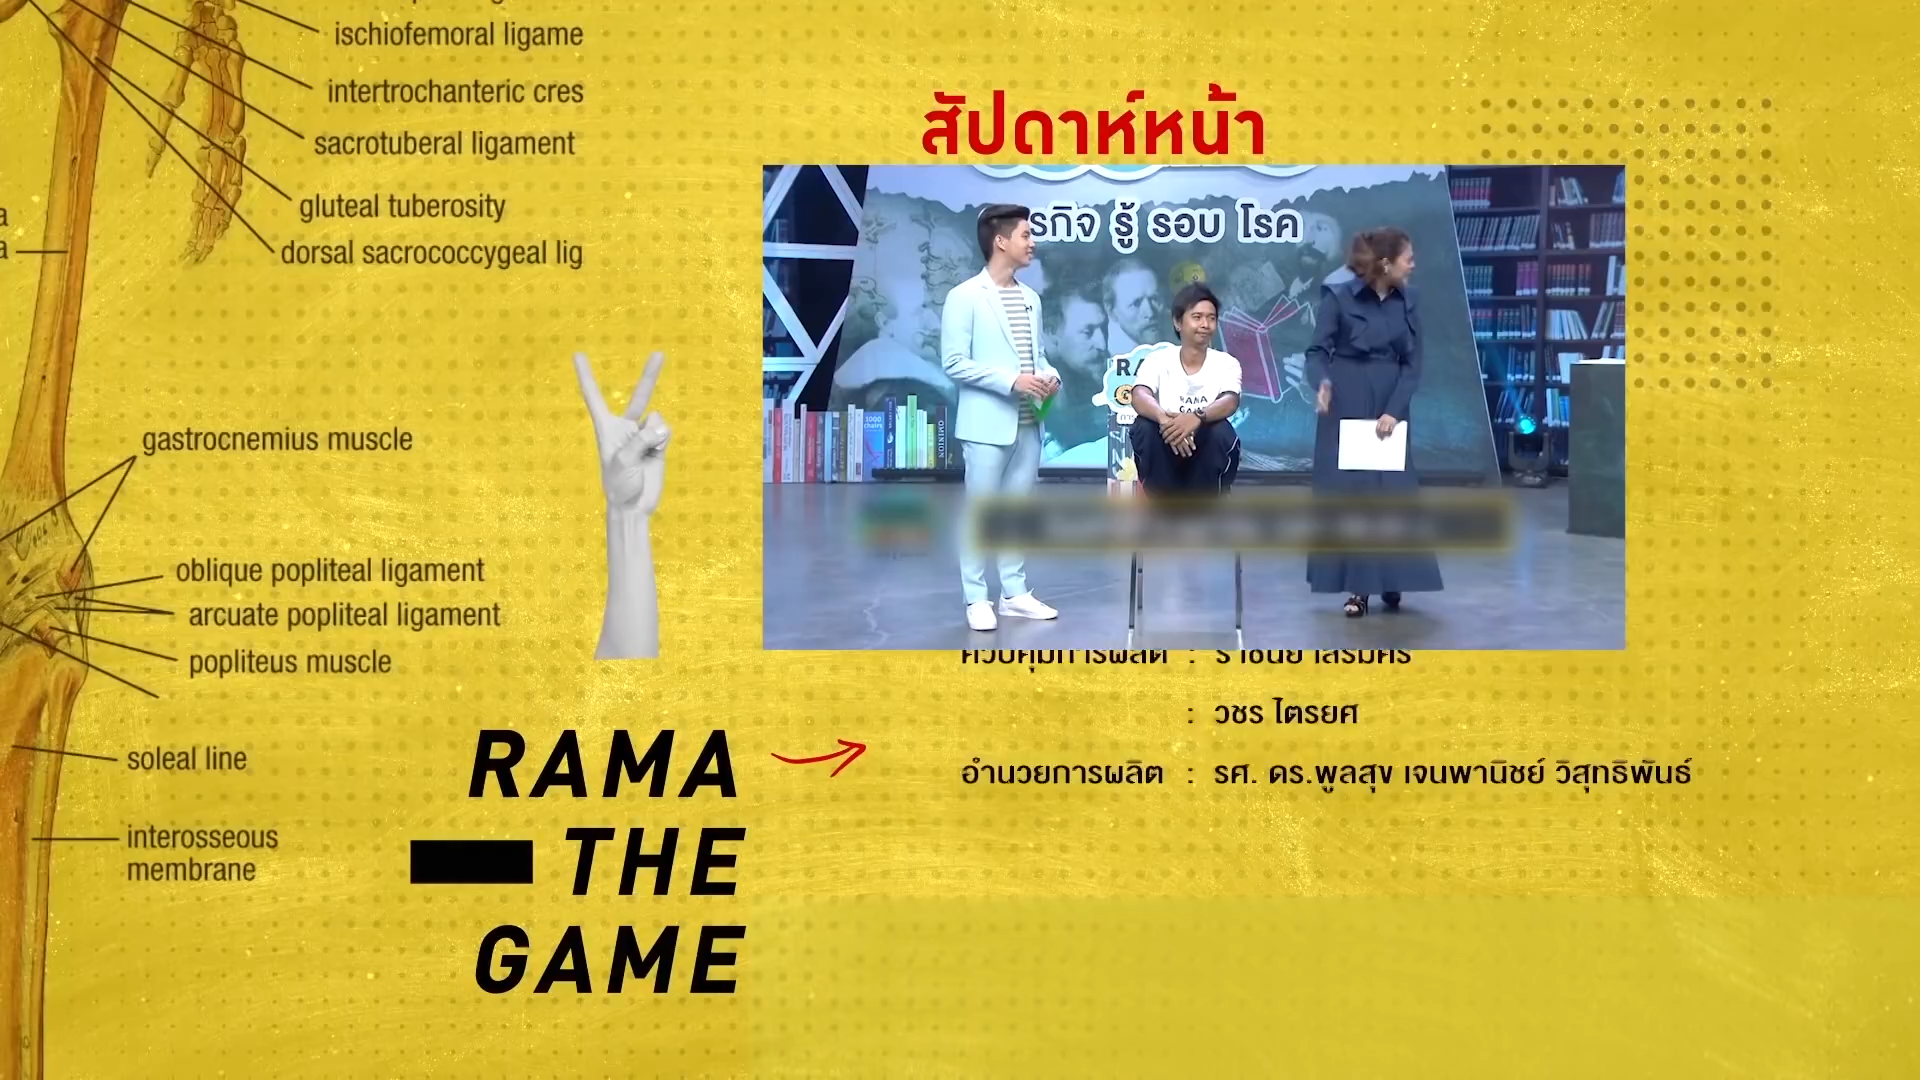 ischiofemoral ligame
intertrochanteric cres
sacrotuberal ligament
gluteal tuberosity
dorsal sacrococcygeal lig
gastrocnemius muscle
oblique popliteal ligament
arcuate popliteal ligament
popliteus muscle
soleal line
interosseous
membrane
RAMA
THE
GAME
สัปดาห์หน้า
รกิจ รู้ รอบ โรค
RAMA
: วชร ไตรยศ
อำนวยการผลิต : รศ. ดร.พูลสุข เจนพานิชย์ วิสุทธิพันธ์